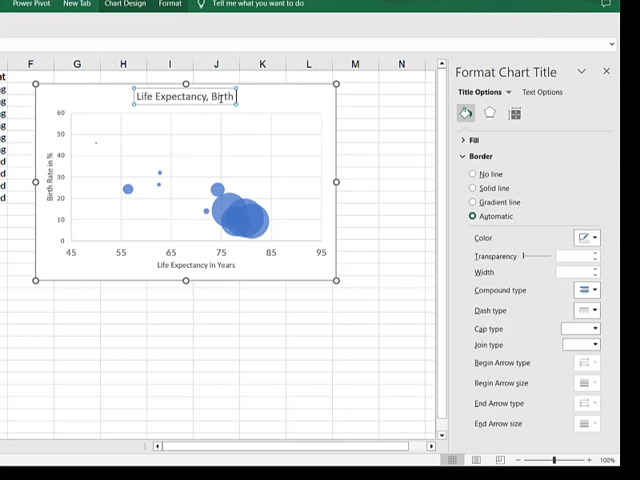 Power Pivot New Tab Chart Design Format Tell me what you want to do
F G H I J K L M N
Format Chart Title
Title Options Text Options
Fill
Border
No line
Solid line
Gradient line
Automatic
Color
Transparency
Width
Compound type
Dash type
Cap type
Join type
Begin Arrow type
Begin Arrow size
End Arrow type
End Arrow size
Life Expectancy, Birth
60
50
40
30
20
10
0
Birth Rate in %
45 55 65 75 85 95
Life Expectancy in Years
nt
g
g
g
g
g
g
d
d
d
d
100%